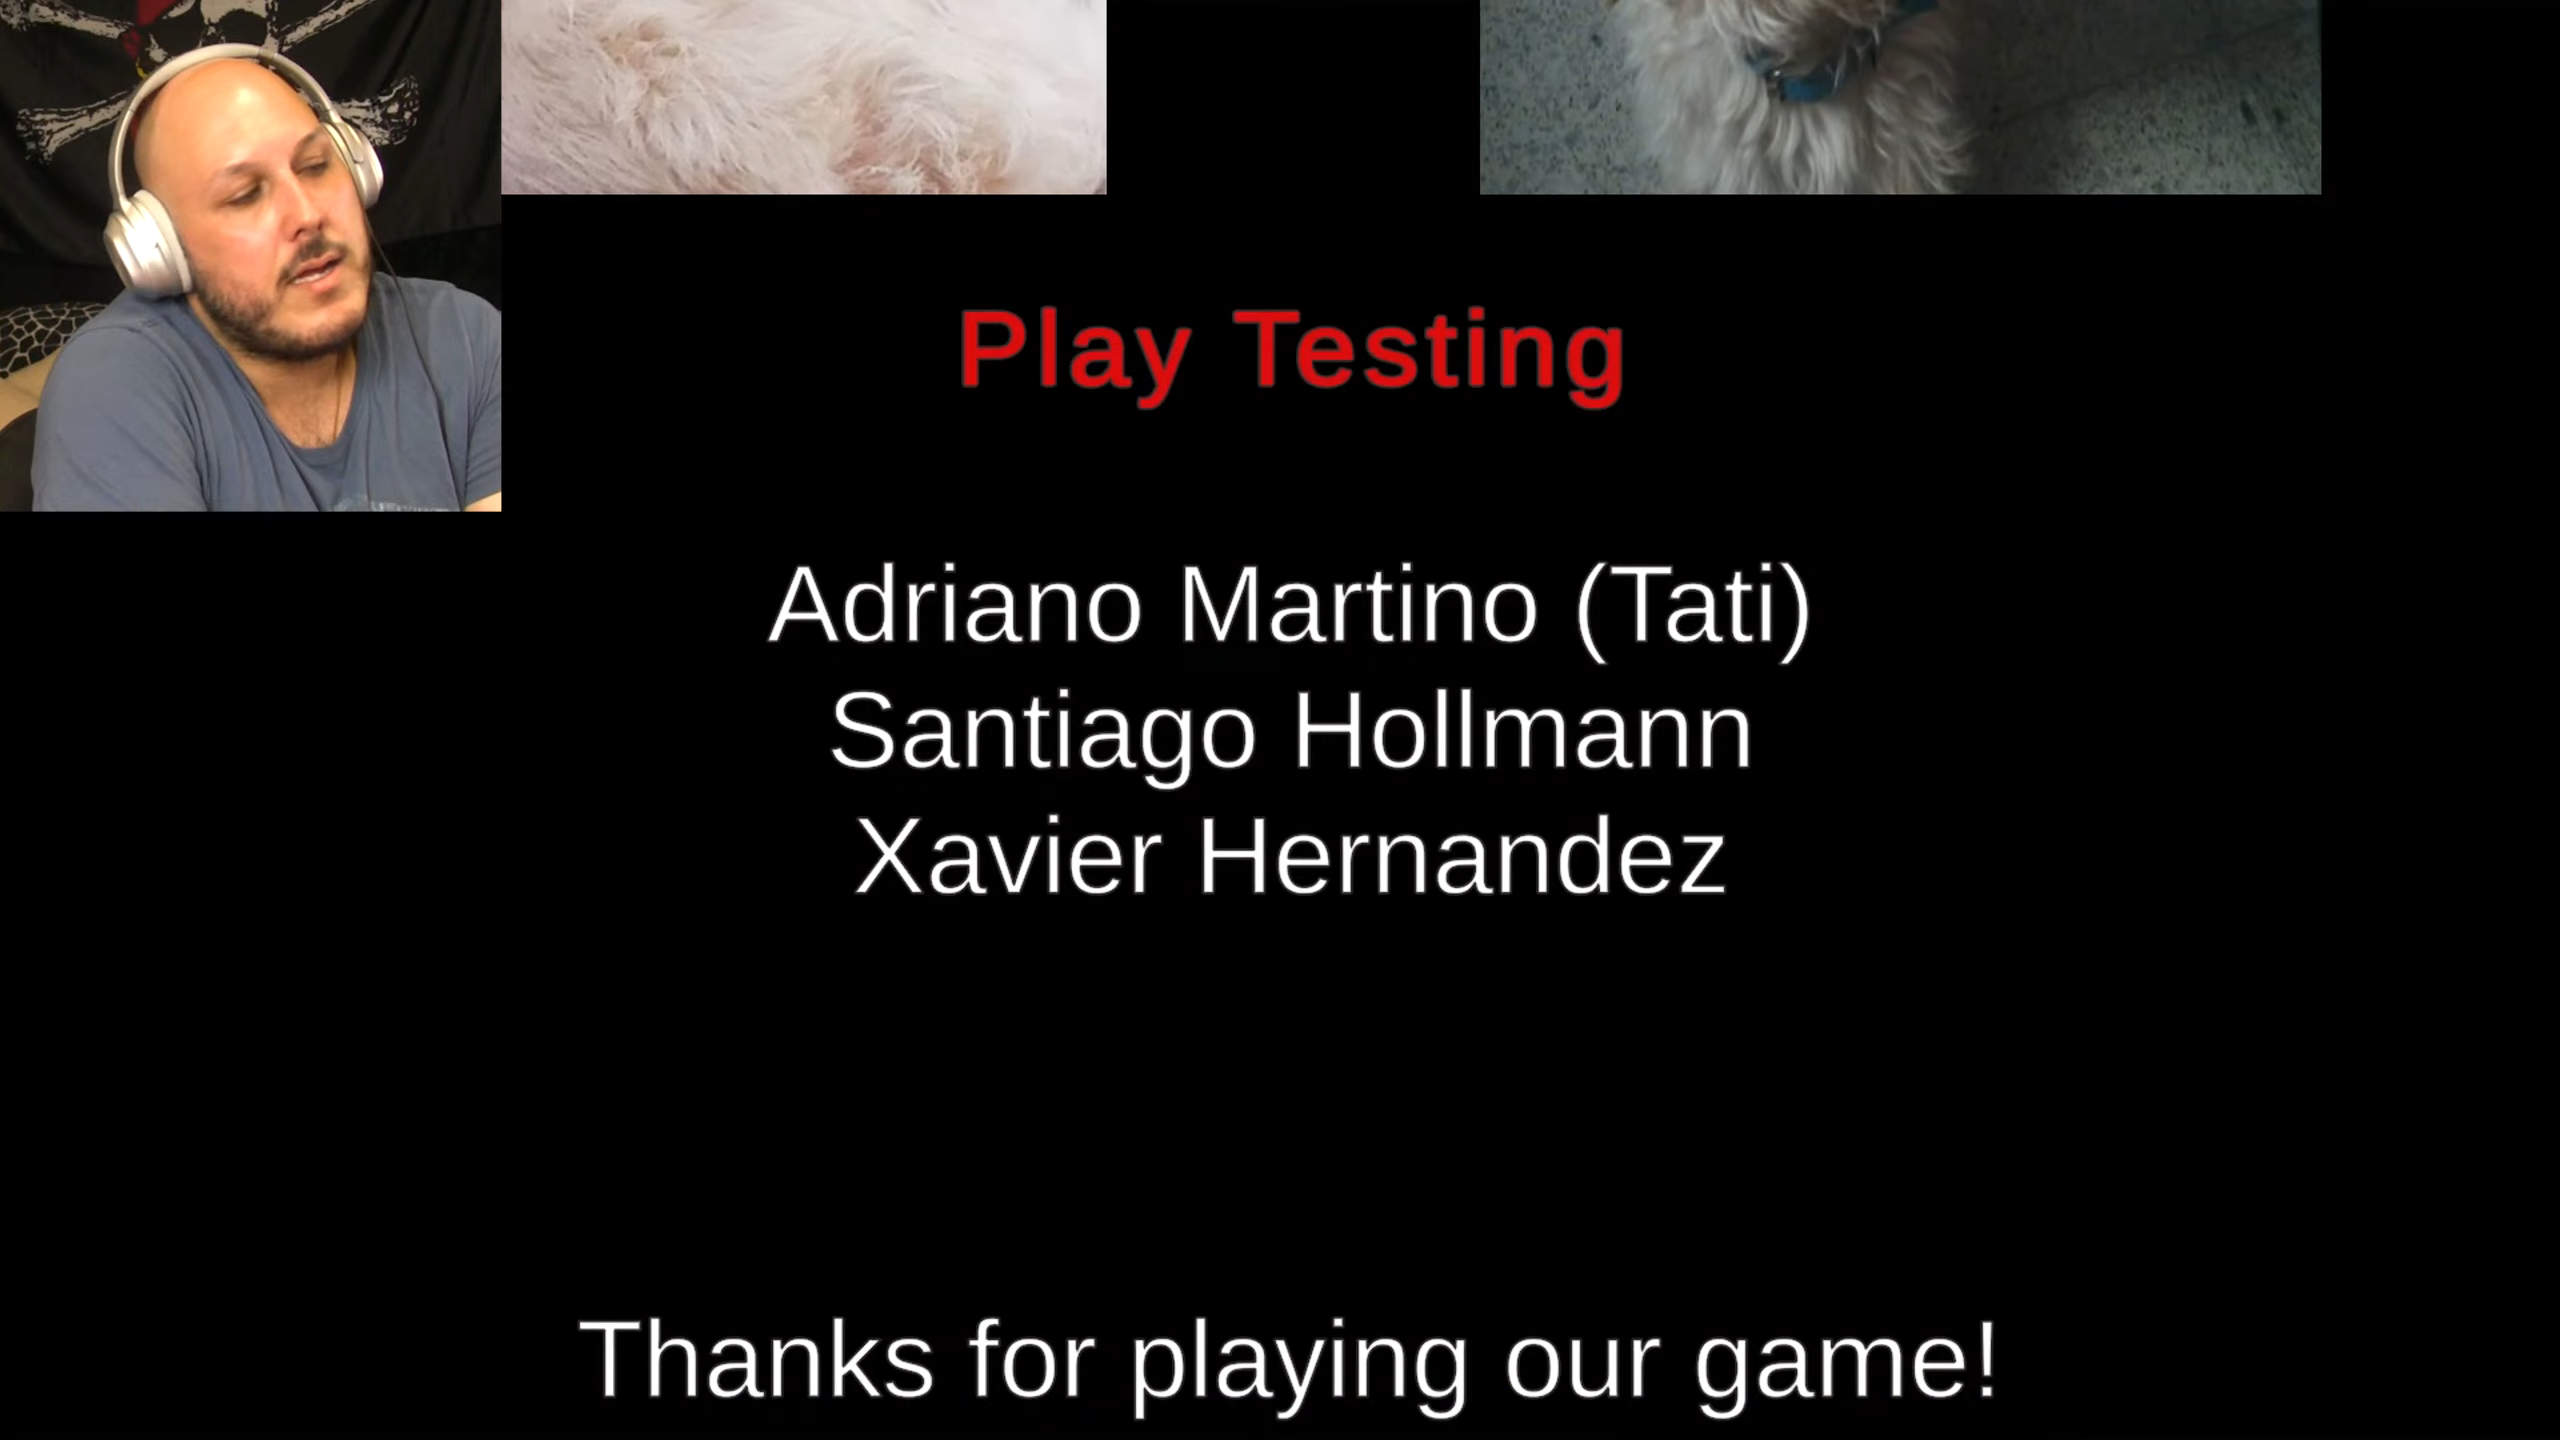 Play Testing
Adriano Martino (Tati)
Santiago Hollmann
Xavier Hernandez
Thanks for playing our game!